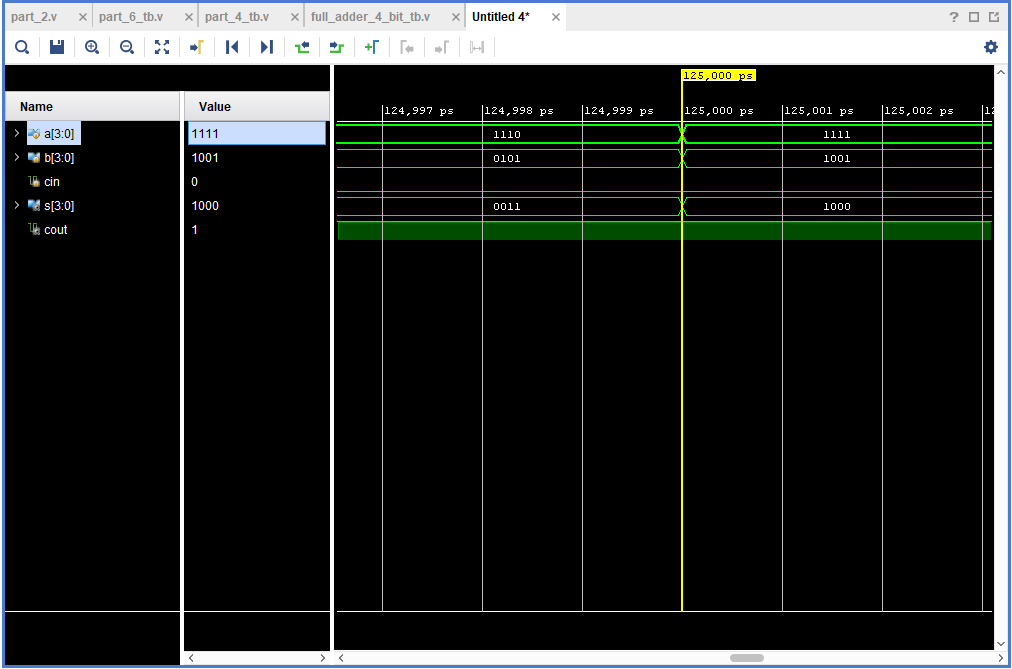 part_2.v part_6_tb.v part_4_tb.v full_adder_4_bit_tb.v Untitled 4*
125,000 ps
Name Value
124,997 ps 124,998 ps 124,999 ps 125,000 ps 125,001 ps 125,002 ps
a[3:0] 1111 1110 1111
b[3:0] 1001 0101 1001
cin 0
s[3:0] 1000 0011 1000
cout 1